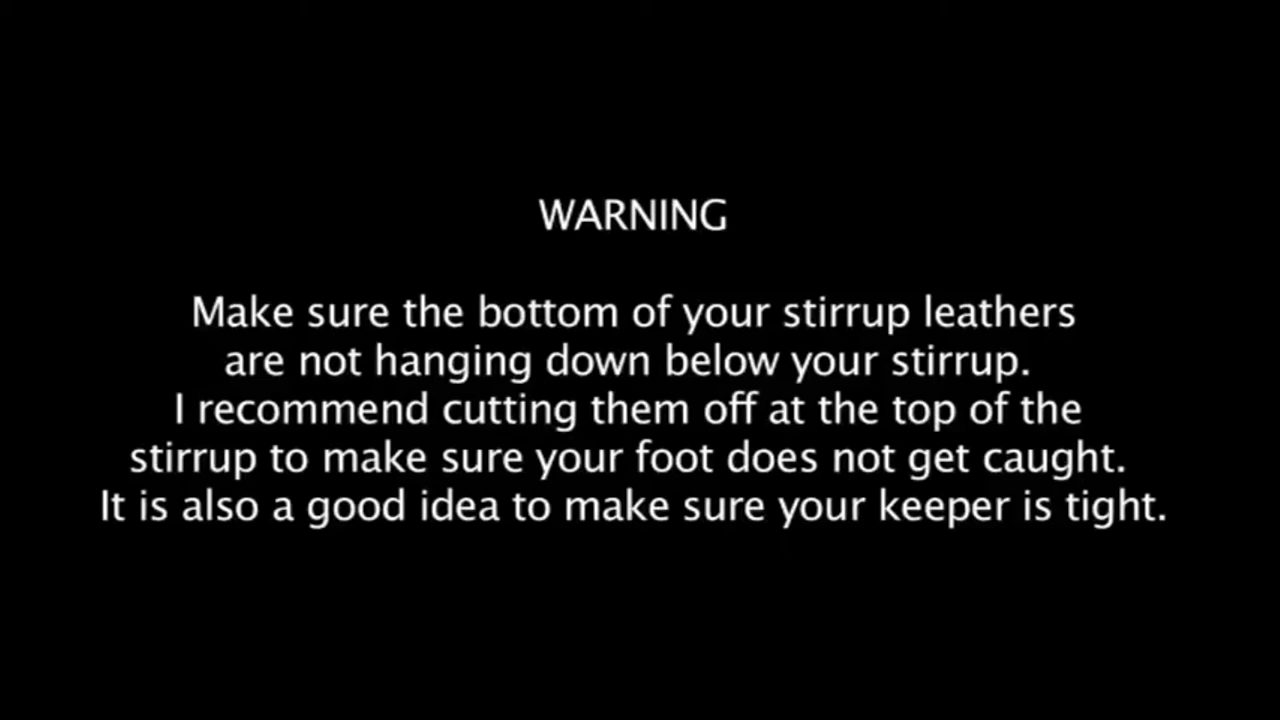 WARNING
Make sure the bottom of your stirrup leathers
are not hanging down below your stirrup.
I recommend cutting them off at the top of the
stirrup to make sure your foot does not get caught.
It is also a good idea to make sure your keeper is tight.